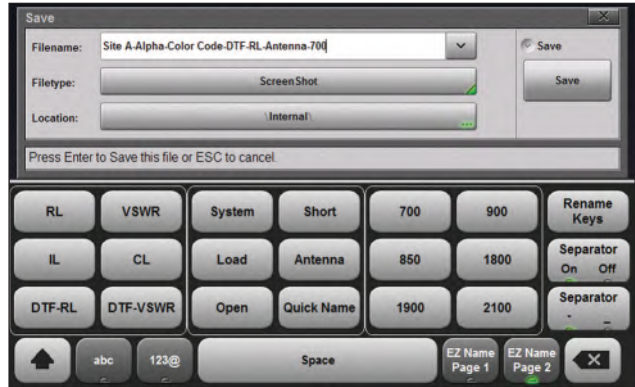 Save
Filename: Site A-Alpha-Color Code-DTF-RL-Antenna-700 Save
Filetype: ScreenShot Save
Location: \Internal\ ...
Press Enter to Save this file or ESC to cancel.
RL VSWR System Short 700 900 Rename Keys
IL CL Load Antenna 850 1800 Separator On Off
DTF-RL DTF-VSWR Open Quick Name 1900 2100 Separator - _
abc 123@ Space EZ Name Page 1 EZ Name Page 2